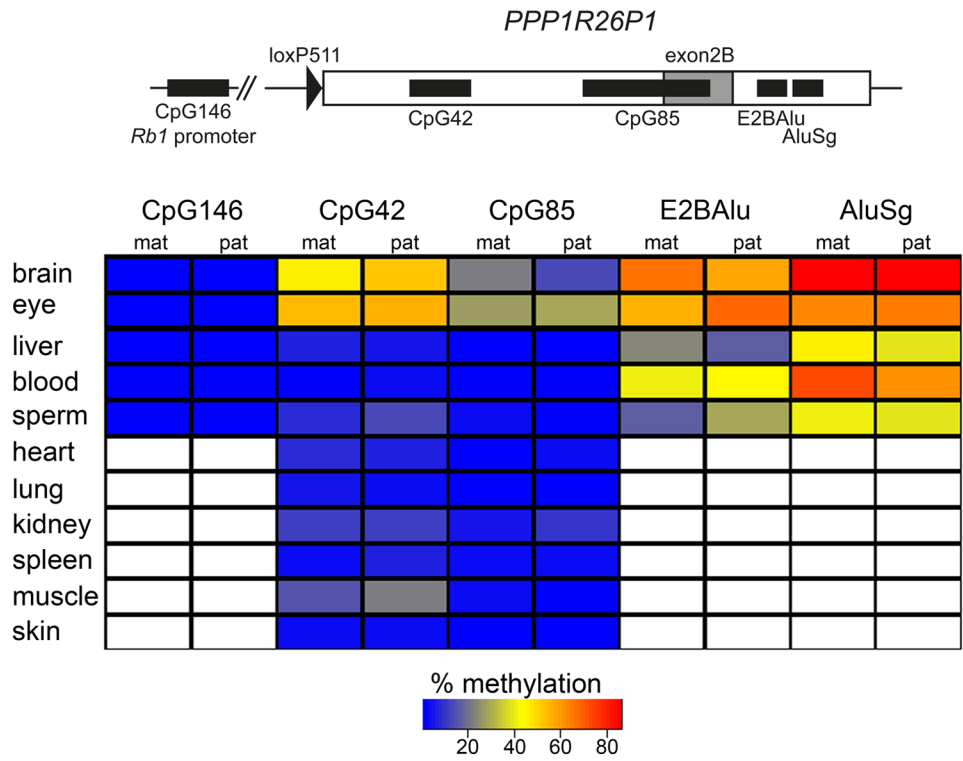 PPP1R26P1
loxP511 exon2B
CpG146 CpG42 CpG85 E2BAlu
Rb1 promoter AluSg
CpG146 CpG42 CpG85 E2BAlu AluSg
mat pat mat pat mat pat mat pat mat pat
brain
eye
liver
blood
sperm
heart
lung
kidney
spleen
muscle
skin
% methylation
20 40 60 80